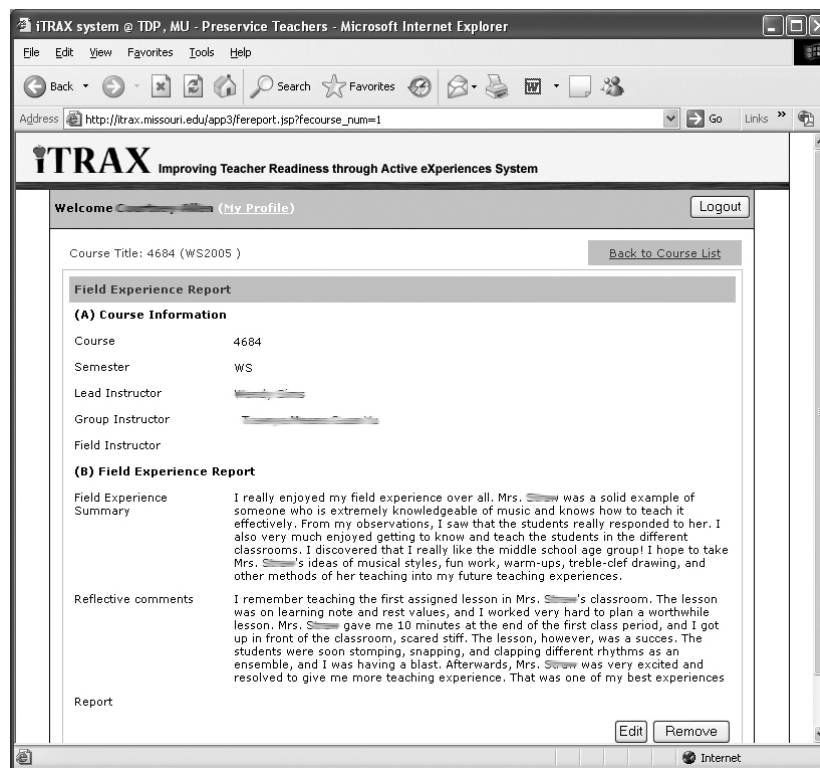 iTRAX system @ TDP, MU - Preservice Teachers - Microsoft Internet Explorer
File Edit View Favorites Tools Help
Back Search Favorites
Address http://itrax.missouri.edu/app3/fereport.jsp?fecourse_num=1 Go Links »
iTRAX Improving Teacher Readiness through Active eXperiences System
Welcome (My Profile) Logout
Course Title: 4684 (WS2005 ) Back to Course List
Field Experience Report
(A) Course Information
Course 4684
Semester WS
Lead Instructor
Group Instructor
Field Instructor
(B) Field Experience Report
Field Experience Summary
I really enjoyed my field experience over all. Mrs. was a solid example of
someone who is extremely knowledgeable of music and knows how to teach it
effectively. From my observations, I saw that the students really responded to her. I
also very much enjoyed getting to know and teach the students in the different
classrooms. I discovered that I really like the middle school age group! I hope to take
Mrs. 's ideas of musical styles, fun work, warm-ups, treble-clef drawing, and
other methods of her teaching into my future teaching experiences.
Reflective comments
I remember teaching the first assigned lesson in Mrs. 's classroom. The lesson
was on learning note and rest values, and I worked very hard to plan a worthwhile
lesson. Mrs. gave me 10 minutes at the end of the first class period, and I got
up in front of the classroom, scared stiff. The lesson, however, was a succes. The
students were soon stomping, snapping, and clapping different rhythms as an
ensemble, and I was having a blast. Afterwards, Mrs. was very excited and
resolved to give me more teaching experience. That was one of my best experiences
Report
Edit Remove
Internet